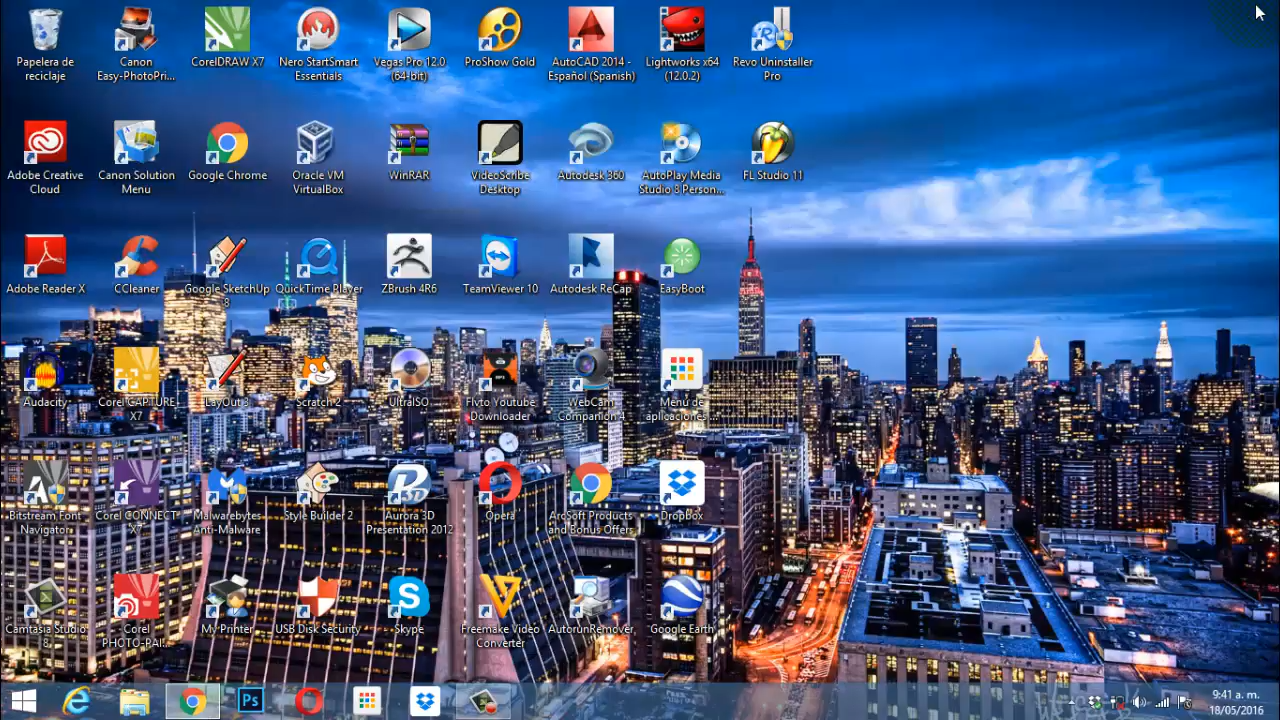 Papelera de
reciclaje
Canon
Easy-PhotoPri...
CorelDRAW X7
Nero StartSmart
Essentials
Vegas Pro 12.0
(64-bit)
ProShow Gold
AutoCAD 2014 -
Español (Spanish)
Lightworks x64
(12.0.2)
Revo Uninstaller
Pro
Adobe Creative
Cloud
Canon Solution
Menu
Google Chrome
Oracle VM
VirtualBox
WinRAR
VideoScribe
Desktop
Autodesk 360
AutoPlay Media
Studio 8 Person...
FL Studio 11
Adobe Reader X
CCleaner
Google SketchUp
8
QuickTime Player
ZBrush 4R6
TeamViewer 10
Autodesk ReCap
EasyBoot
Audacity
Corel CAPTURE
X7
LayOut 3
Scratch 2
UltraISO
Flvto Youtube
Downloader
WebCam
Companion 4
Menú de
aplicaciones ...
Bitstream Font
Navigator
Corel CONNECT
X7
Malwarebytes
Anti-Malware
Style Builder 2
Aurora 3D
Presentation 2012
Opera
ArcSoft Products
and Bonus Offers
Dropbox
Camtasia Studio
8
Corel
PHOTO-PAI...
My Printer
USB Disk Security
Skype
Freemake Video
Converter
AutorunRemover
Google Earth
Ps
9:41 a. m.
18/05/2016